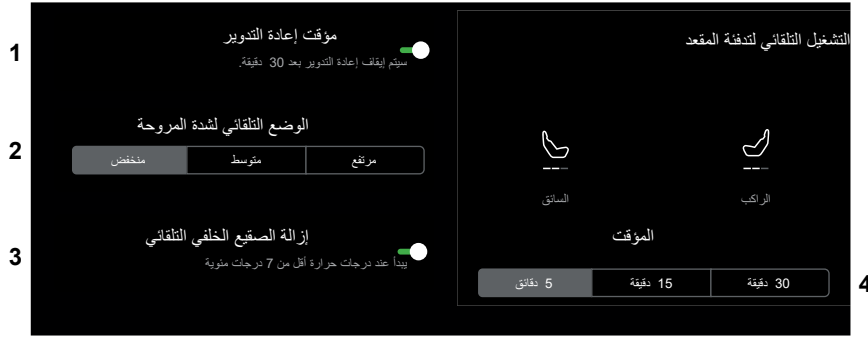 1
مؤقت إعادة التدوير
سيتم إيقاف إعادة التدوير بعد 30 دقيقة.
2
الوضع التلقائي لشدة المروحة
مرتفع
متوسط
منخفض
3
إزالة الصقيع الخلفي التلقائي
يبدأ عند درجات حرارة أقل من 7 درجات مئوية
التشغيل التلقائي لتدفئة المقعد
الراكب
السائق
المؤقت
30 دقيقة
15 دقيقة
5 دقائق
4